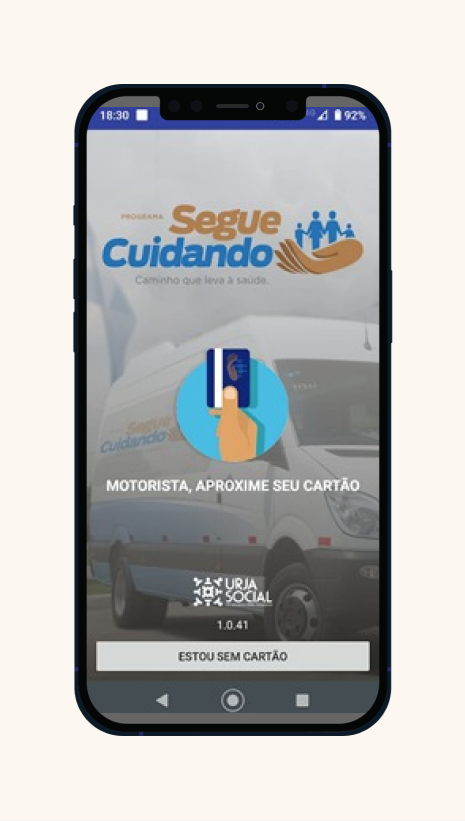 18:30 92%
PROGRAMA Segue
Cuidando
Caminho que leva à saúde.
Segue
Cuidando
MOTORISTA, APROXIME SEU CARTÃO
URJA
SOCIAL
1.0.41
ESTOU SEM CARTÃO